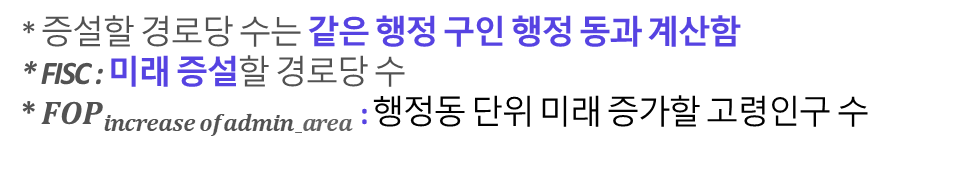 * 증설할 경로당 수는 같은 행정 구인 행정 동과 계산함
* FISC : 미래 증설할 경로당 수
* FOP increase of admin_area : 행정동 단위 미래 증가할 고령인구 수